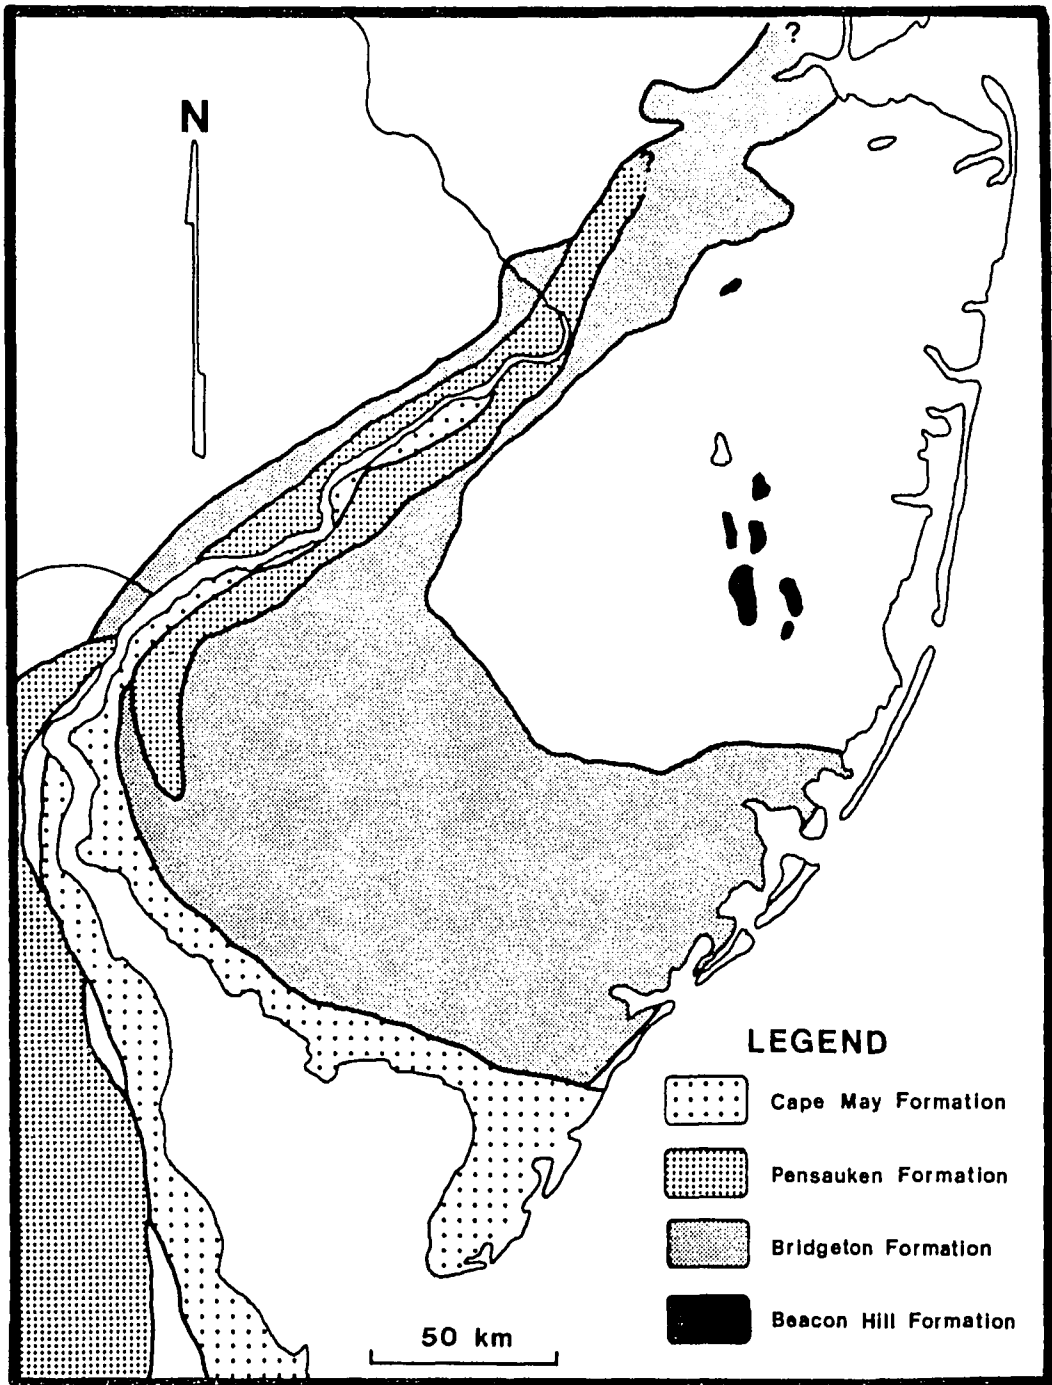 ?
N
?
LEGEND
Cape May Formation
Pensauken Formation
Bridgeton Formation
Beacon Hill Formation
50 km